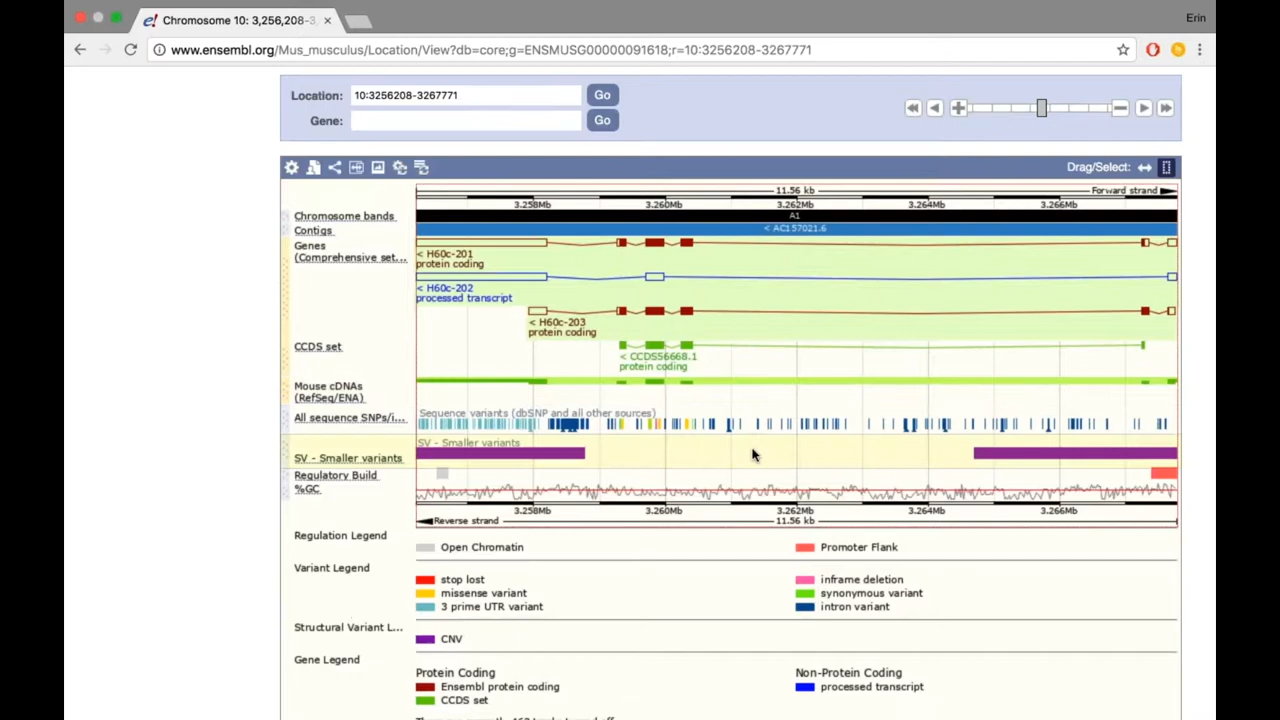 Chromosome 10: 3,256,208-3
Erin
www.ensembl.org/Mus_musculus/Location/View?db=core;g=ENSMUSG00000091618;r=10:3256208-3267771
Location: 10:3256208-3267771 Go
Gene: Go
Drag/Select:
11.56 kb Forward strand
3.258Mb 3.260Mb 3.262Mb 3.264Mb 3.266Mb
Chromosome bands A1
Contigs < AC157021.6
Genes
(Comprehensive set...
< H60c-201
protein coding
< H60c-202
processed transcript
< H60c-203
protein coding
CCDS set
< CCDS56668.1
protein coding
Mouse cDNAs
(RefSeq/ENA)
Sequence variants (dbSNP and all other sources)
All sequence SNPs/i...
SV - Smaller variants
SV - Smaller variants
Regulatory Build
%GC
3.258Mb 3.260Mb 3.262Mb 3.264Mb 3.266Mb
Reverse strand 11.56 kb
Regulation Legend
Open Chromatin Promoter Flank
Variant Legend
stop lost inframe deletion
missense variant synonymous variant
3 prime UTR variant intron variant
Structural Variant L...
CNV
Gene Legend
Protein Coding Non-Protein Coding
Ensembl protein coding processed transcript
CCDS set